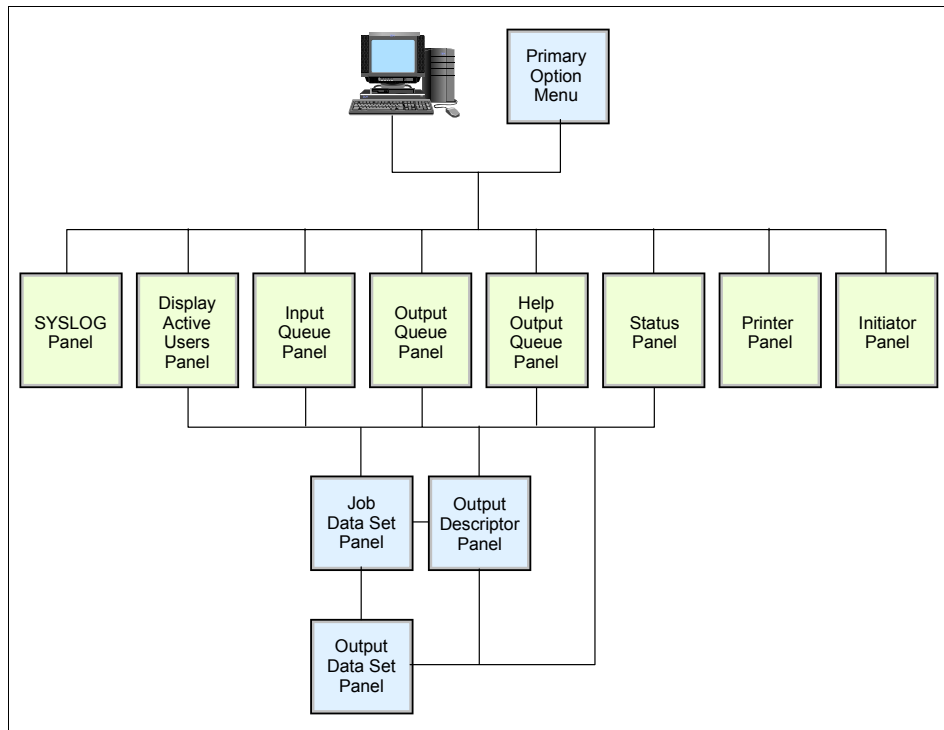 Primary
Option
Menu
SYSLOG
Panel
Display
Active
Users
Panel
Input
Queue
Panel
Output
Queue
Panel
Help
Output
Queue
Panel
Status
Panel
Printer
Panel
Initiator
Panel
Job
Data Set
Panel
Output
Descriptor
Panel
Output
Data Set
Panel